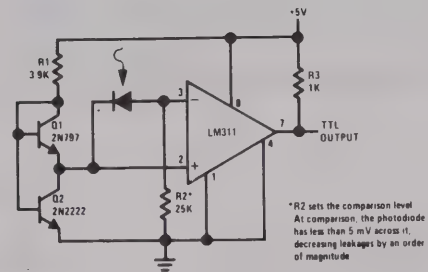 +5V
R1
3.9K
R3
1K
Q1
2N797
3
8
LM311
7
TTL
OUTPUT
4
2
1
Q2
2N2222
R2*
25K
*R2 sets the comparison level
At comparison, the photodiode
has less than 5 mV across it,
decreasing leakages by an order
of magnitude